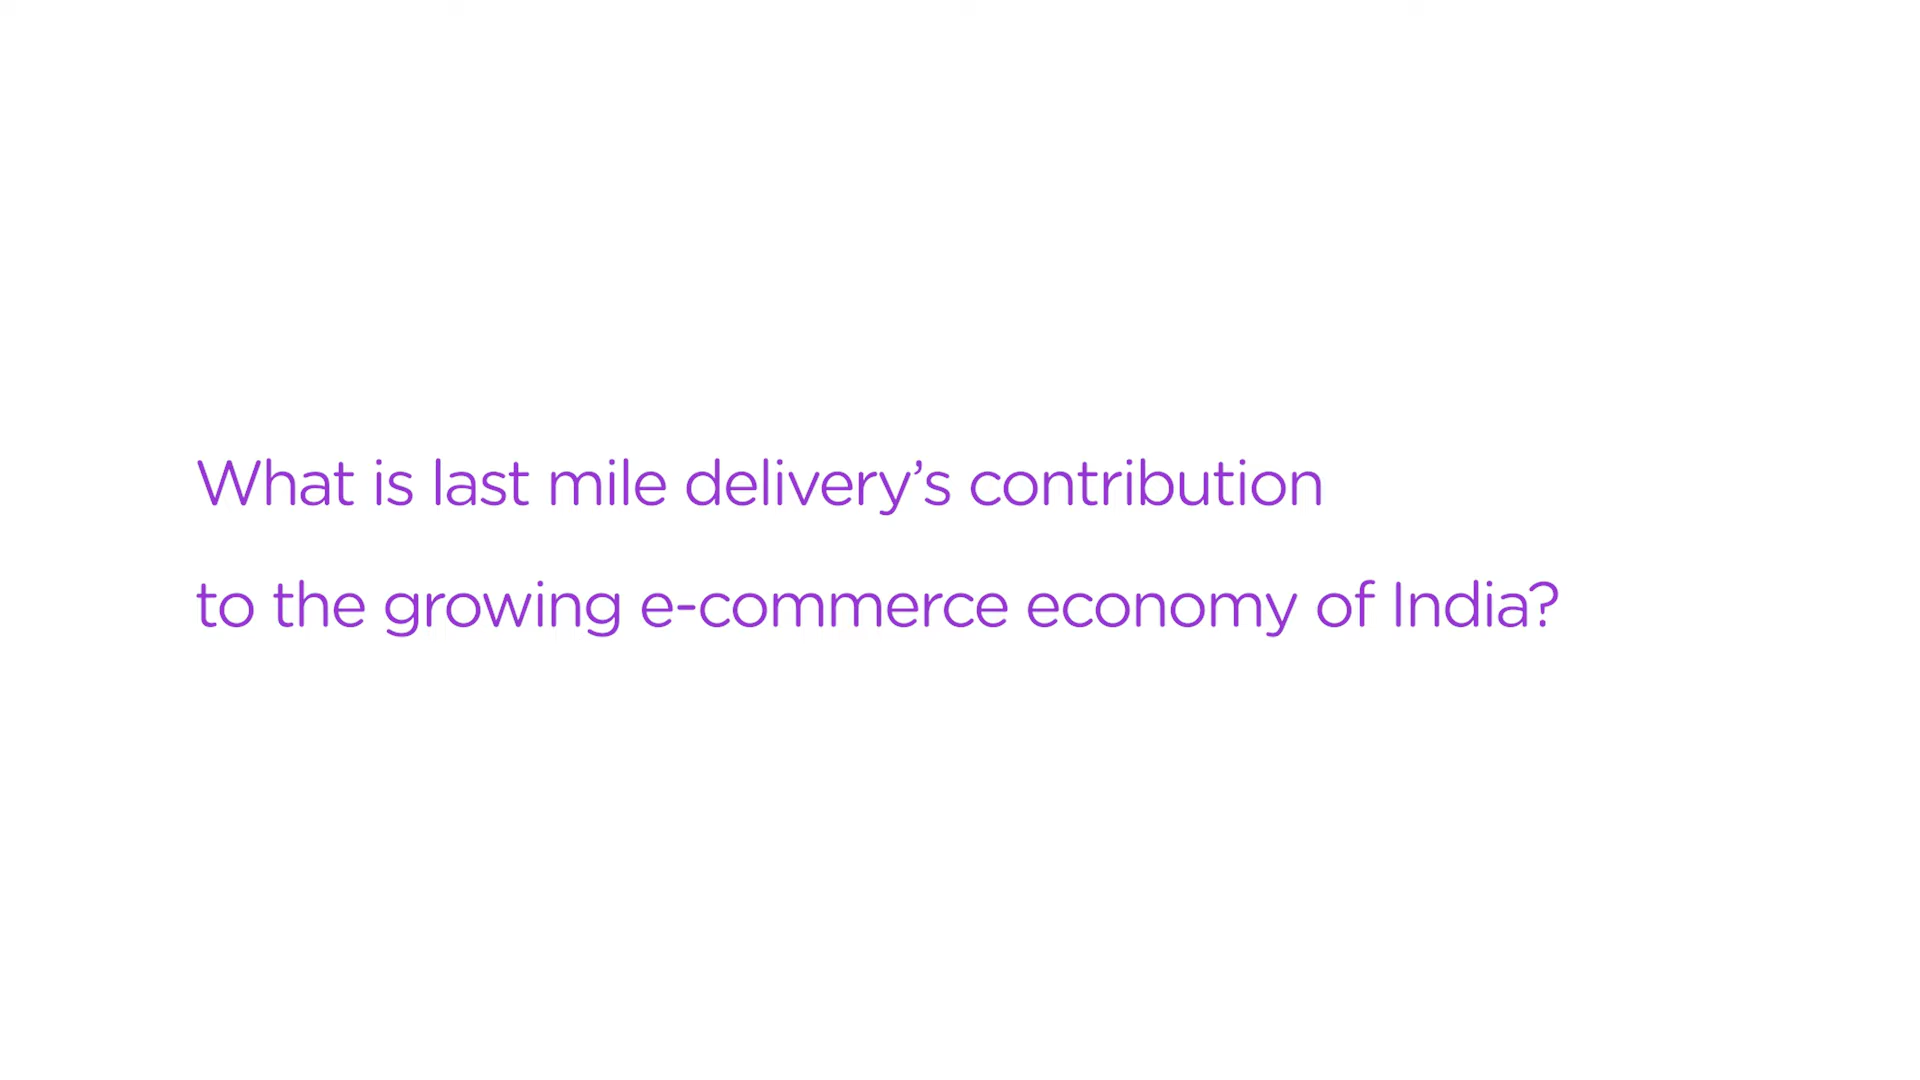 What is last mile delivery’s contribution
to the growing e-commerce economy of India?